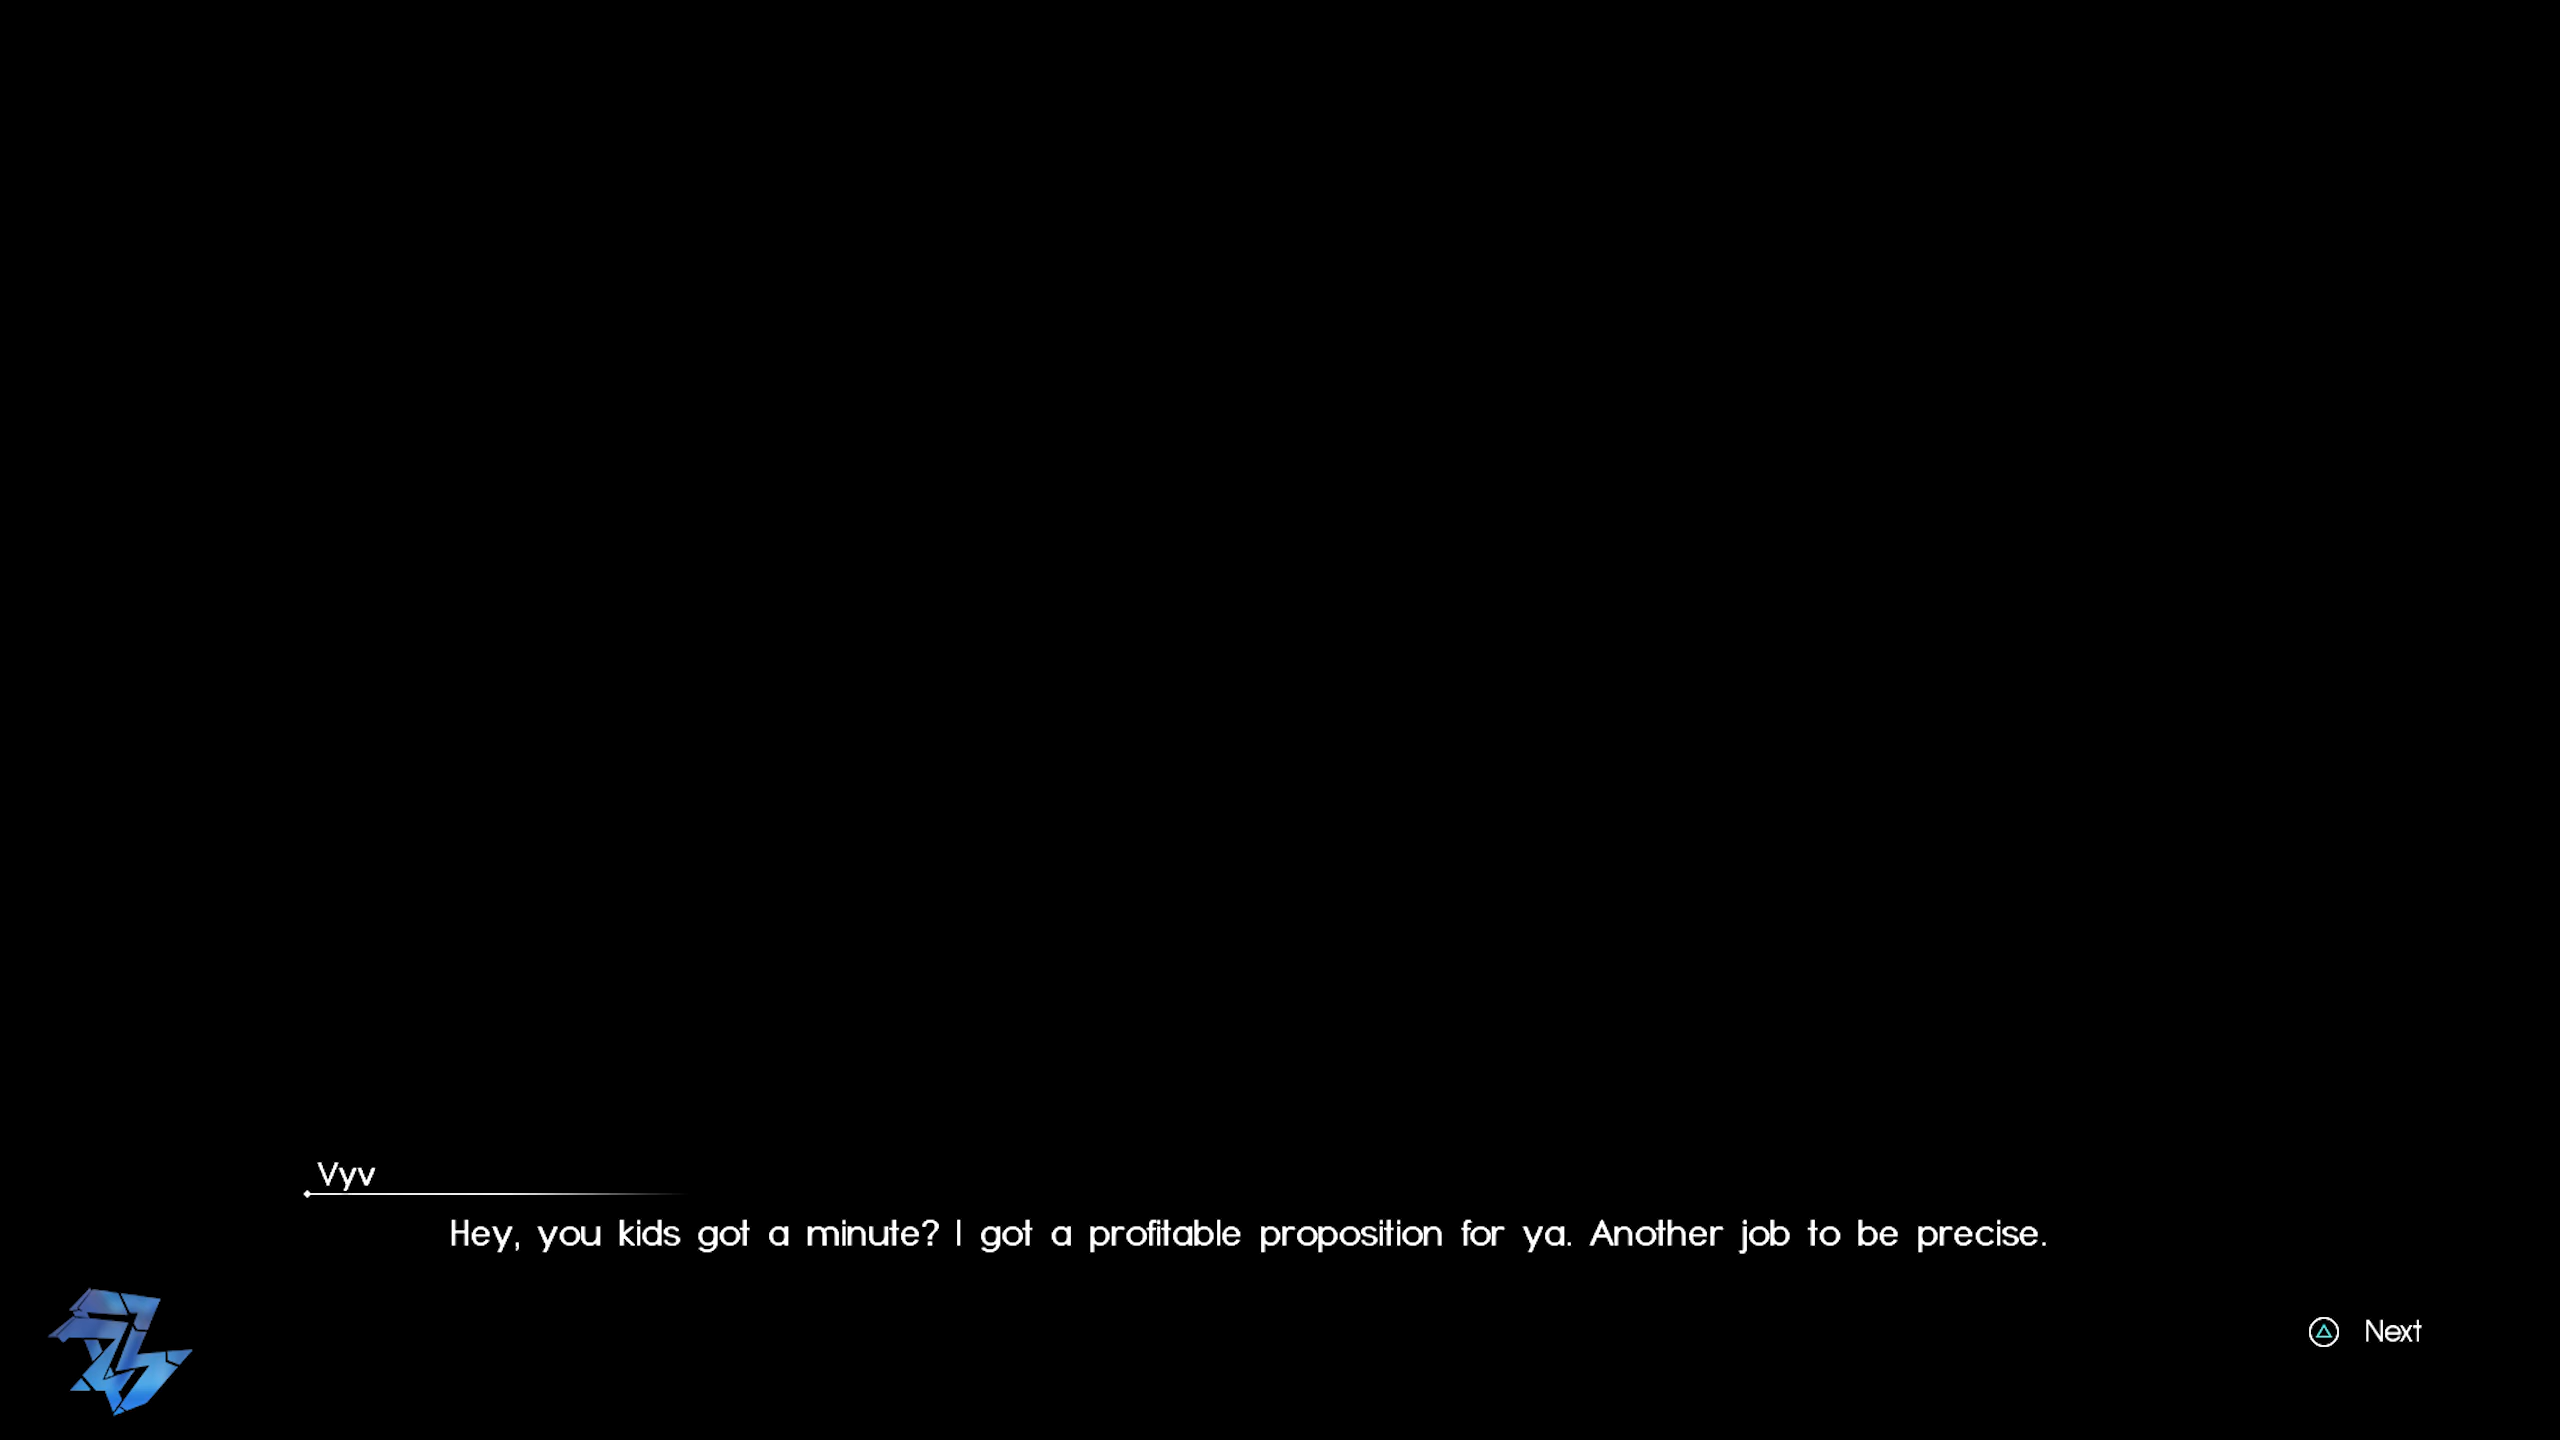 Vyv
Hey, you kids got a minute? I got a profitable proposition for ya. Another job to be precise.
Next